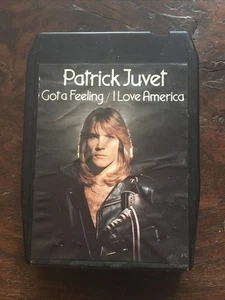 Patrick Juvet
Got a Feeling / I Love America